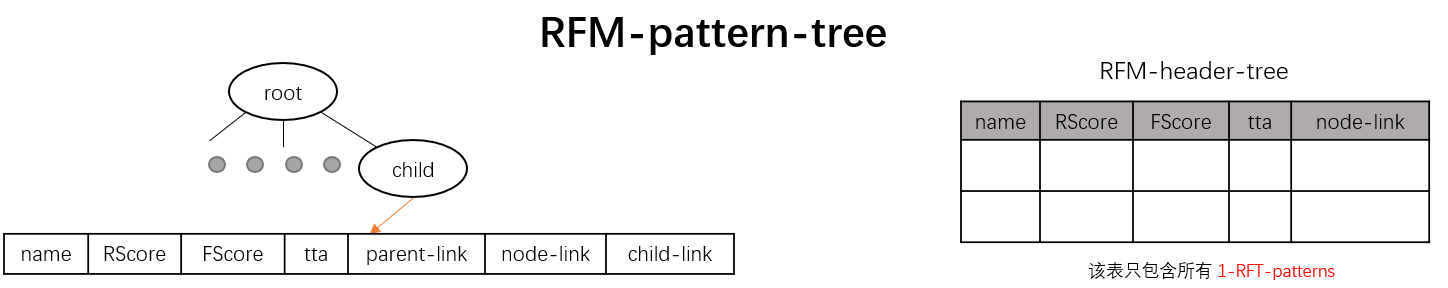 RFM-pattern-tree
root
child
name RScore FScore tta parent-link node-link child-link
RFM-header-tree
name RScore FScore tta node-link
该表只包含所有 1-RFT-patterns